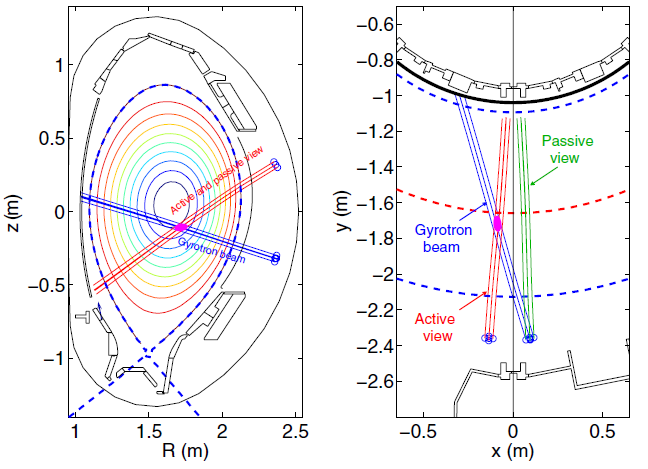 1
0.5
0
−0.5
−1
z (m)
1
1.5
2
2.5
R (m)
Active and passive view
Gyrotron beam
−0.6
−0.8
−1
−1.2
−1.4
−1.6
−1.8
−2
−2.2
−2.4
−2.6
y (m)
−0.5
0
0.5
x (m)
Passive
view
Gyrotron
beam
Active
view